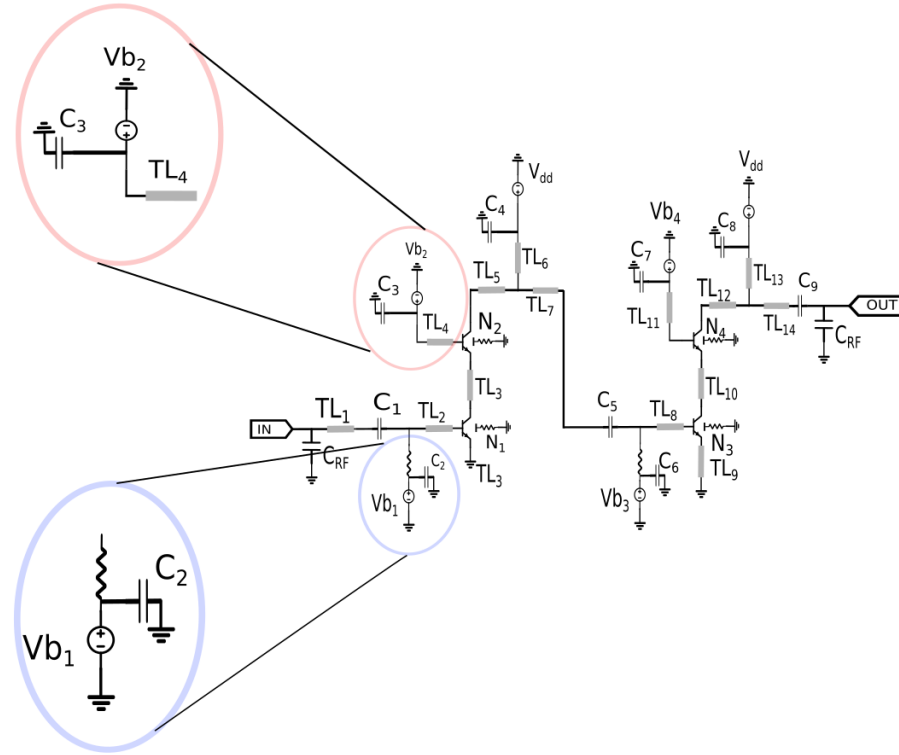 Vb2
C3
TL4
Vdd
C4
TL6
TL5
TL7
Vb2
C3
TL4
N2
TL3
IN
TL1
C1
TL2
N1
CRF
C2
Vb1
TL3
Vdd
C8
TL13
Vb4
C7
TL11
TL12
C9
TL14
OUT
CRF
N4
TL10
C5
TL8
N3
C6
Vb3
TL9
C2
Vb1